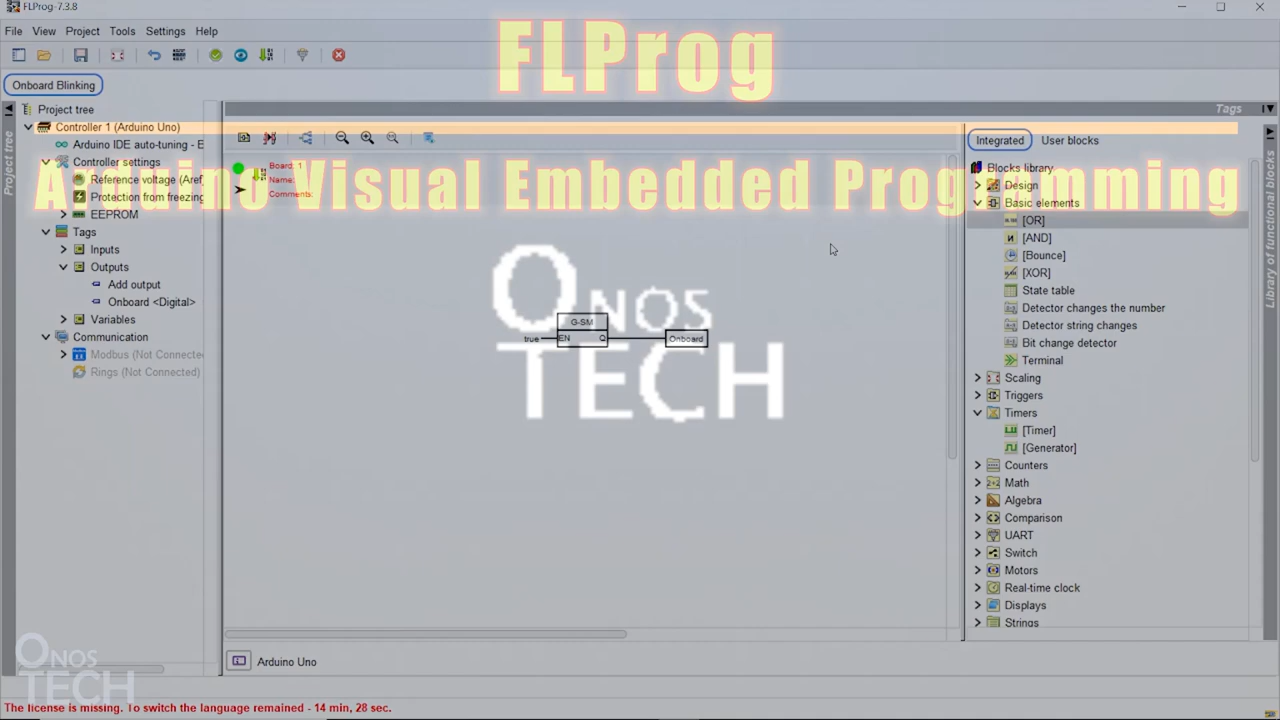 FLProg-7.3.8
File View Project Tools Settings Help
FLProg
Onboard Blinking
Project tree
Tags
Controller 1 (Arduino Uno)
Arduino IDE auto-tuning - E
Controller settings
Reference voltage (Aref)
Protection from freezing
EEPROM
Tags
Inputs
Outputs
Add output
Onboard <Digital>
Variables
Communication
Modbus (Not Connecte
Rings (Not Connected)
Project tree
Arduino Visual Embedded Programming
Board: 1
Name:
Comments:
ONOS
TECH
G-SM
true EN Q Onboard
Integrated User blocks
Blocks library
Design
Basic elements
[OR]
[AND]
[Bounce]
[XOR]
State table
Detector changes the number
Detector string changes
Bit change detector
Terminal
Scaling
Triggers
Timers
[Timer]
[Generator]
Counters
Math
Algebra
Comparison
UART
Switch
Motors
Real-time clock
Displays
Strings
Library of functional blocks
Arduino Uno
ONOS
TECH
The license is missing. To switch the language remained - 14 min, 28 sec.